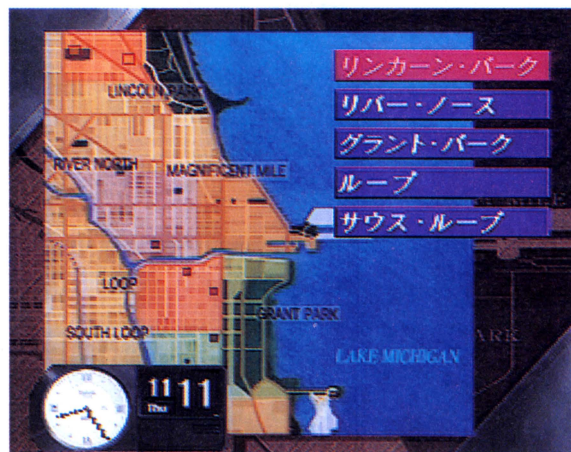 リンカーン・パーク
リバー・ノース
グラント・パーク
ループ
サウス・ループ
LINCOLN PARK
RIVER NORTH
MAGNIFICENT MILE
LOOP
GRANT PARK
SOUTH LOOP
LAKE MICHIGAN
11 11
Thu